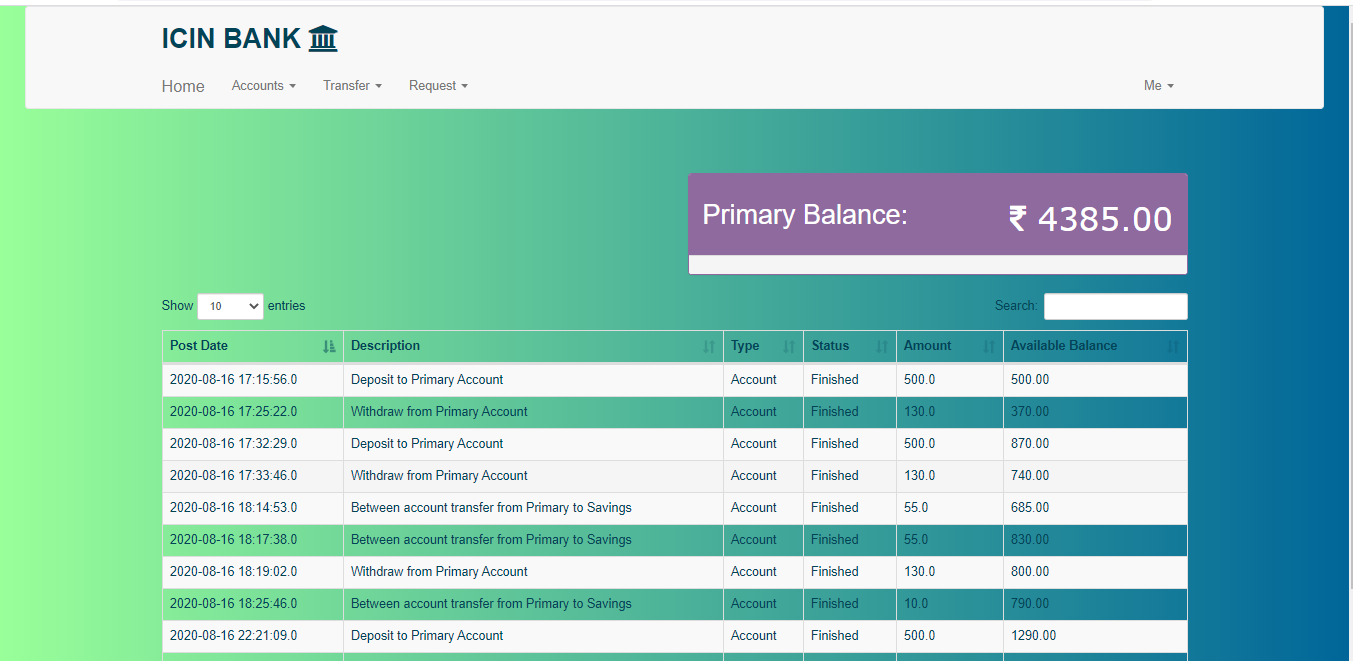 ICIN BANK
Home Accounts Transfer Request Me
Primary Balance: ₹ 4385.00
Show 10 entries Search:
Post Date Description Type Status Amount Available Balance
2020-08-16 17:15:56.0 Deposit to Primary Account Account Finished 500.0 500.00
2020-08-16 17:25:22.0 Withdraw from Primary Account Account Finished 130.0 370.00
2020-08-16 17:32:29.0 Deposit to Primary Account Account Finished 500.0 870.00
2020-08-16 17:33:46.0 Withdraw from Primary Account Account Finished 130.0 740.00
2020-08-16 18:14:53.0 Between account transfer from Primary to Savings Account Finished 55.0 685.00
2020-08-16 18:17:38.0 Between account transfer from Primary to Savings Account Finished 55.0 830.00
2020-08-16 18:19:02.0 Withdraw from Primary Account Account Finished 130.0 800.00
2020-08-16 18:25:46.0 Between account transfer from Primary to Savings Account Finished 10.0 790.00
2020-08-16 22:21:09.0 Deposit to Primary Account Account Finished 500.0 1290.00